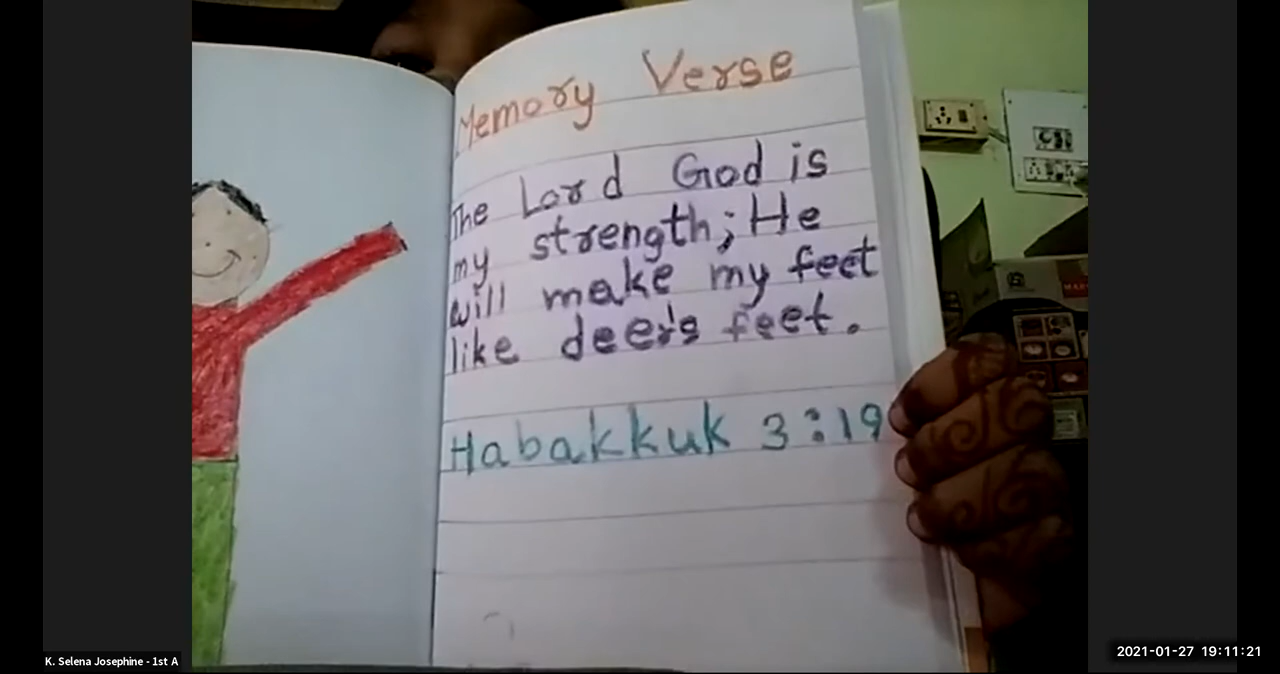 Memory Verse
The Lord God is
my strength; He
will make my feet
like deer's feet.
Habakkuk 3:19
K. Selena Josephine - 1st A
2021-01-27 19:11:21